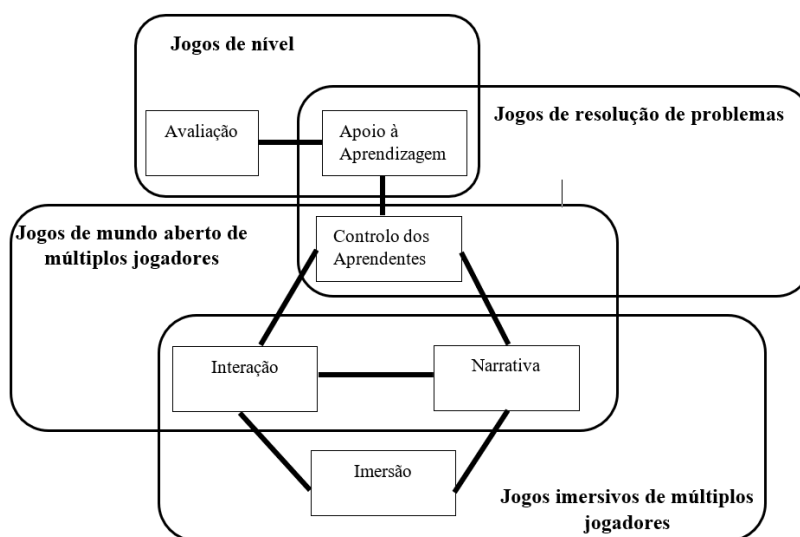 Jogos de nível
Jogos de resolução de problemas
Avaliação
Apoio à
Aprendizagem
Jogos de mundo aberto de
múltiplos jogadores
Controlo dos
Aprendentes
Interação
Narrativa
Imersão
Jogos imersivos de múltiplos
jogadores